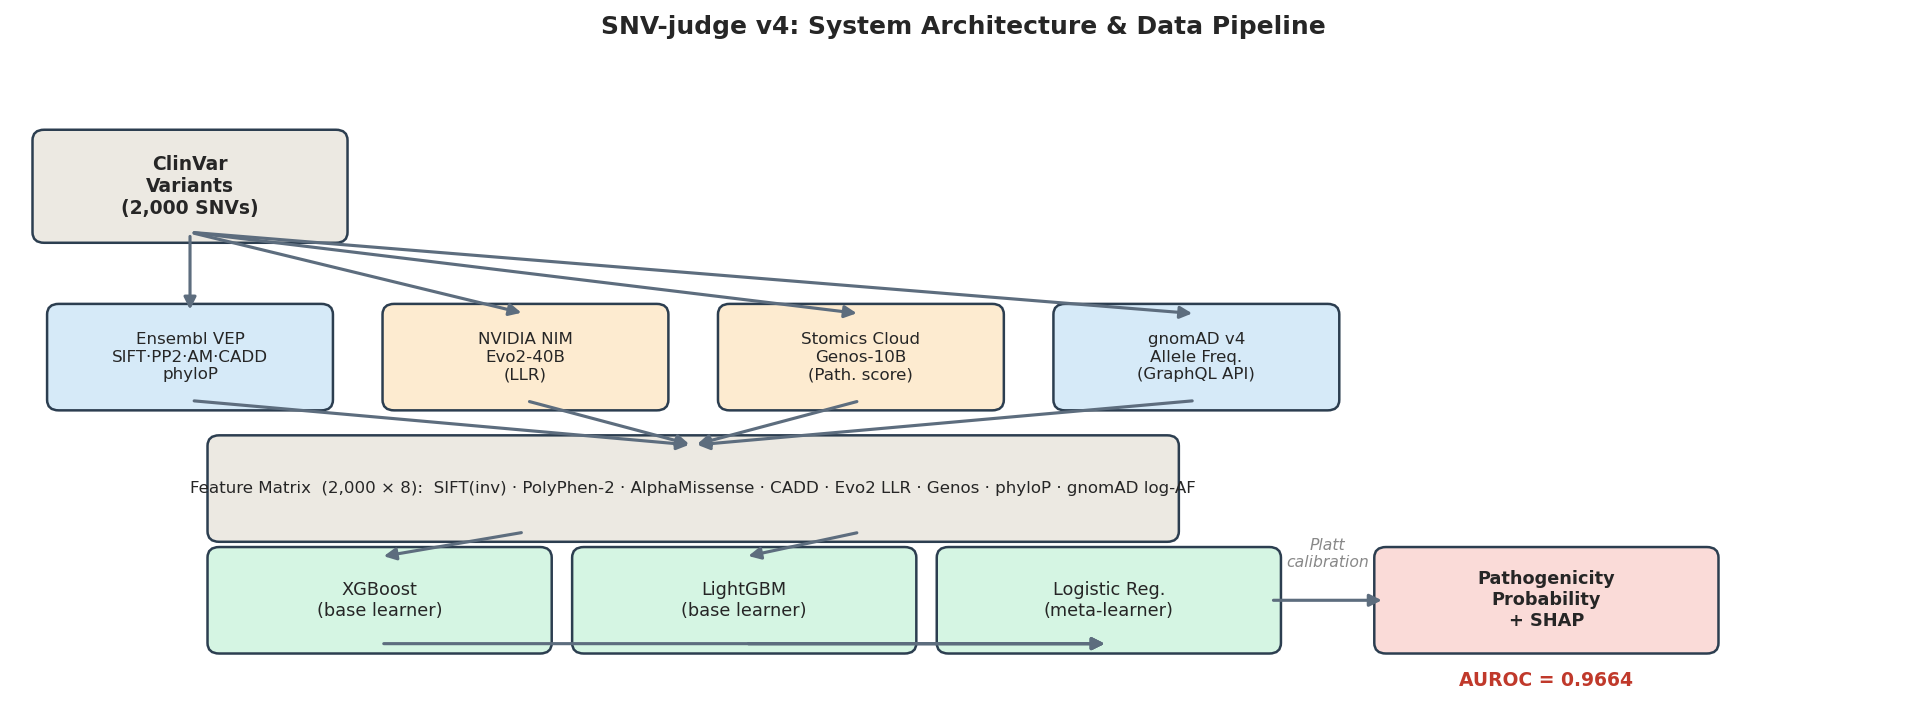 SNV-judge v4: System Architecture & Data Pipeline
ClinVar
Variants
(2,000 SNVs)
Ensembl VEP
SIFT·PP2·AM·CADD
phyloP
NVIDIA NIM
Evo2-40B
(LLR)
Stomics Cloud
Genos-10B
(Path. score)
gnomAD v4
Allele Freq.
(GraphQL API)
Feature Matrix  (2,000 × 8):  SIFT(inv) · PolyPhen-2 · AlphaMissense · CADD · Evo2 LLR · Genos · phyloP · gnomAD log-AF
XGBoost
(base learner)
LightGBM
(base learner)
Logistic Reg.
(meta-learner)
Platt
calibration
Pathogenicity
Probability
+ SHAP
AUROC = 0.9664